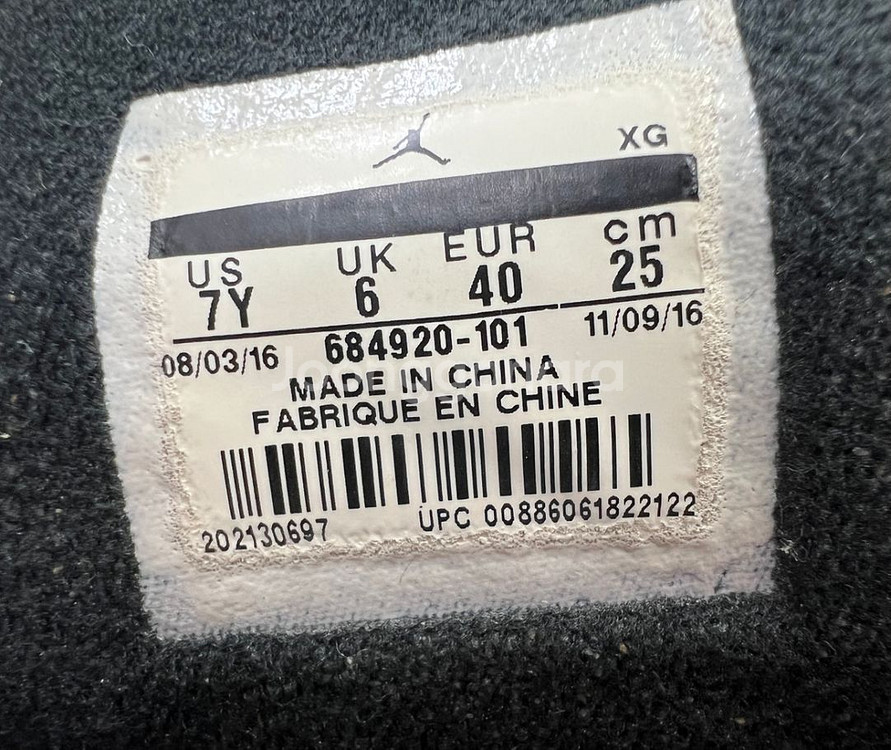 XG
US UK EUR cm
7Y 6 40 25
08/03/16 684920-101 11/09/16
MADE IN CHINA
FABRIQUE EN CHINE
202130697 UPC 00886061822122